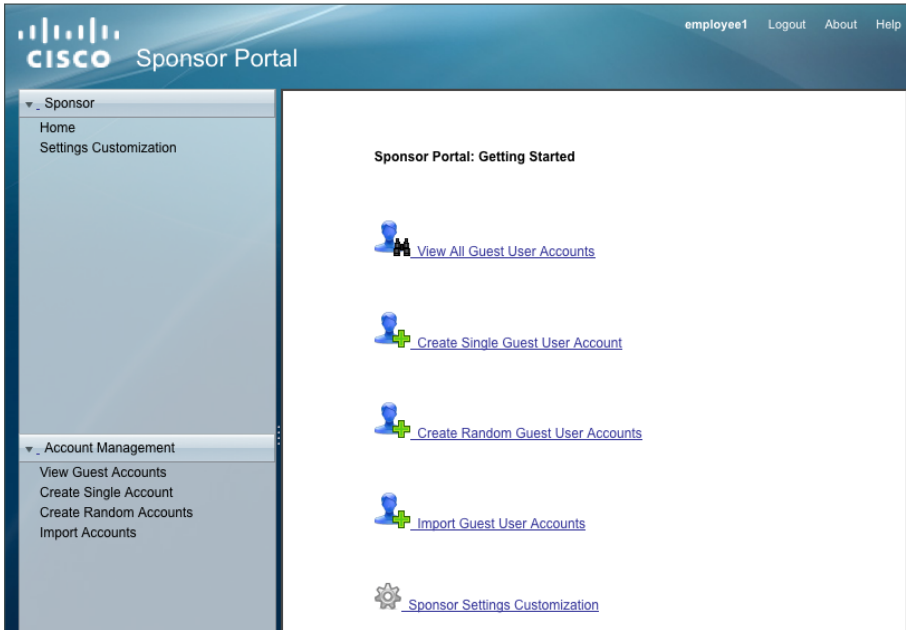 employee1 Logout About Help
CISCO Sponsor Portal
Sponsor
Home
Settings Customization
Sponsor Portal: Getting Started
View All Guest User Accounts
Create Single Guest User Account
Create Random Guest User Accounts
Account Management
View Guest Accounts
Create Single Account
Create Random Accounts
Import Accounts
Import Guest User Accounts
Sponsor Settings Customization